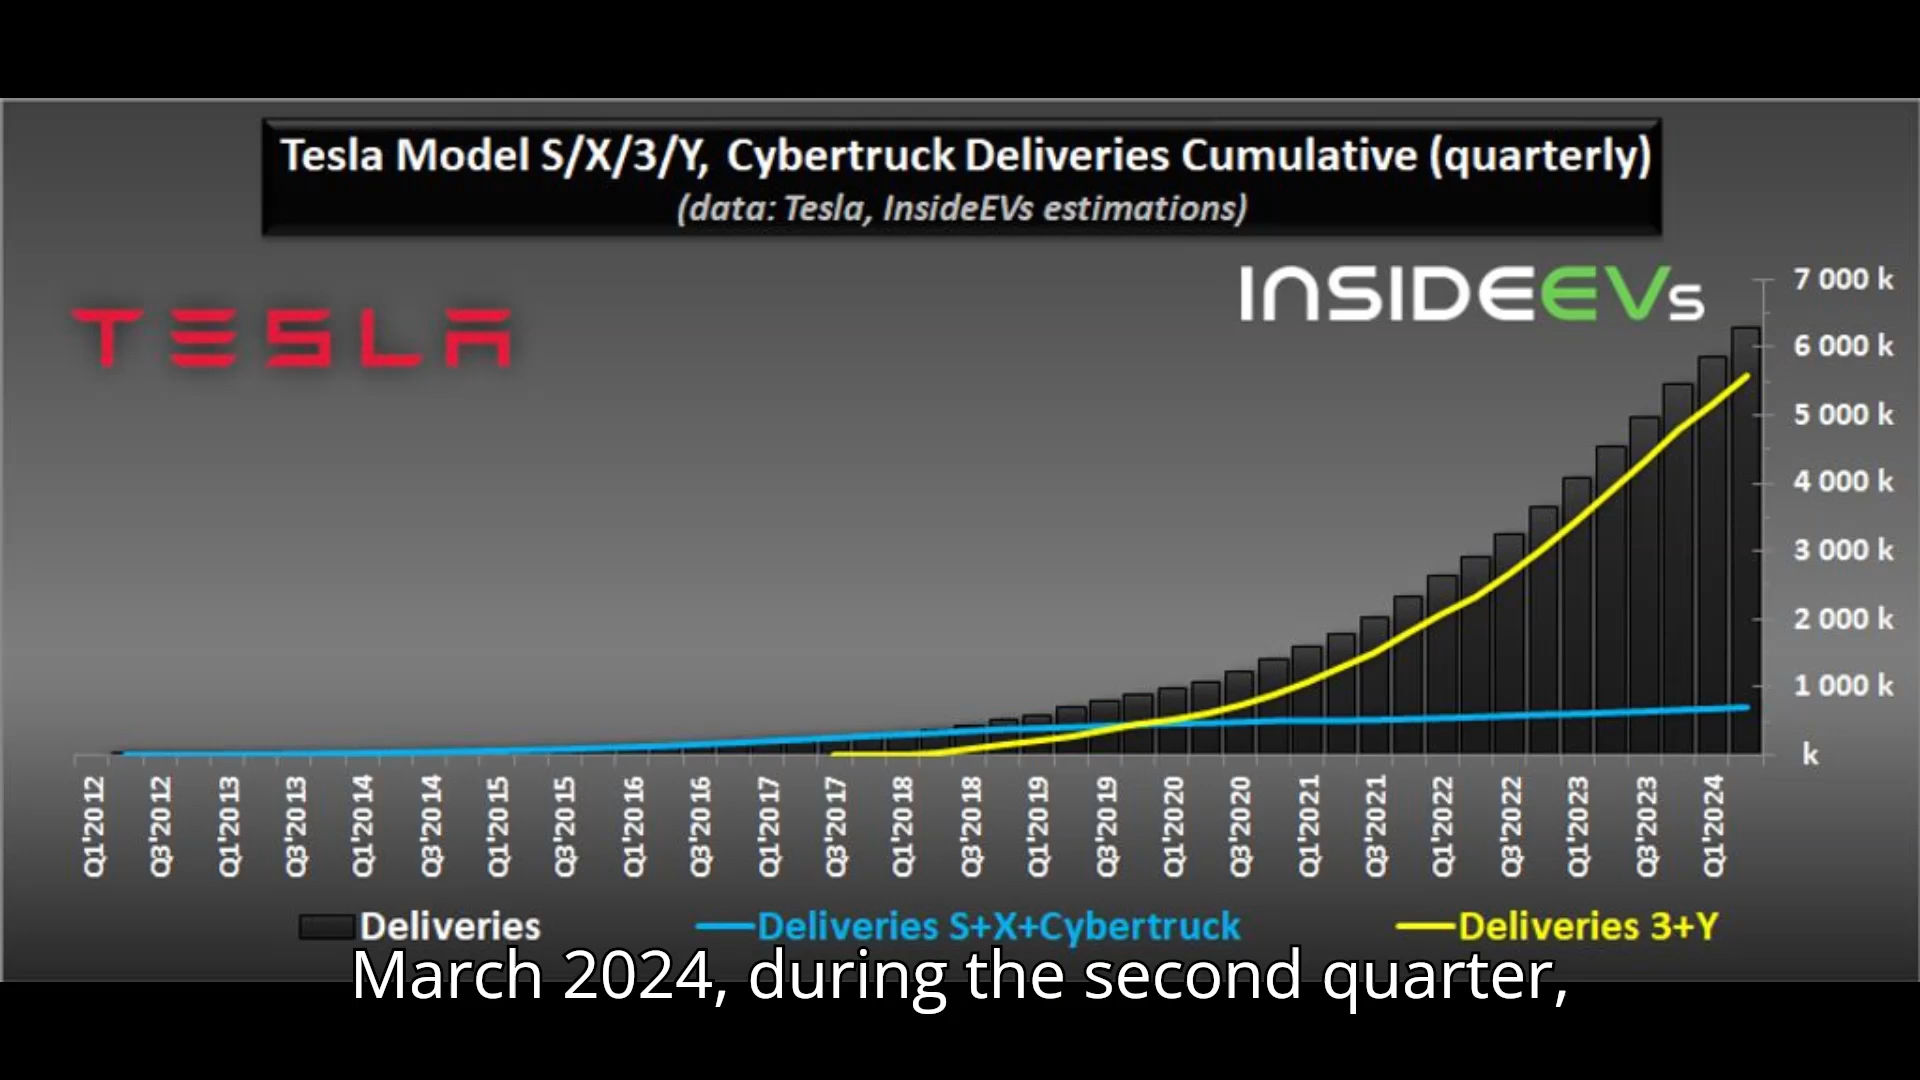 Tesla Model S/X/3/Y, Cybertruck Deliveries Cumulative (quarterly)
(data: Tesla, InsideEVs estimations)
TESLA
INSIDEEVs
7 000 k
6 000 k
5 000 k
4 000 k
3 000 k
2 000 k
1 000 k
k
Q1'2012
Q3'2012
Q1'2013
Q3'2013
Q1'2014
Q3'2014
Q1'2015
Q3'2015
Q1'2016
Q3'2016
Q1'2017
Q3'2017
Q1'2018
Q3'2018
Q1'2019
Q3'2019
Q1'2020
Q3'2020
Q1'2021
Q3'2021
Q1'2022
Q3'2022
Q1'2023
Q3'2023
Q1'2024
Deliveries
Deliveries S+X+Cybertruck
Deliveries 3+Y
March 2024, during the second quarter,